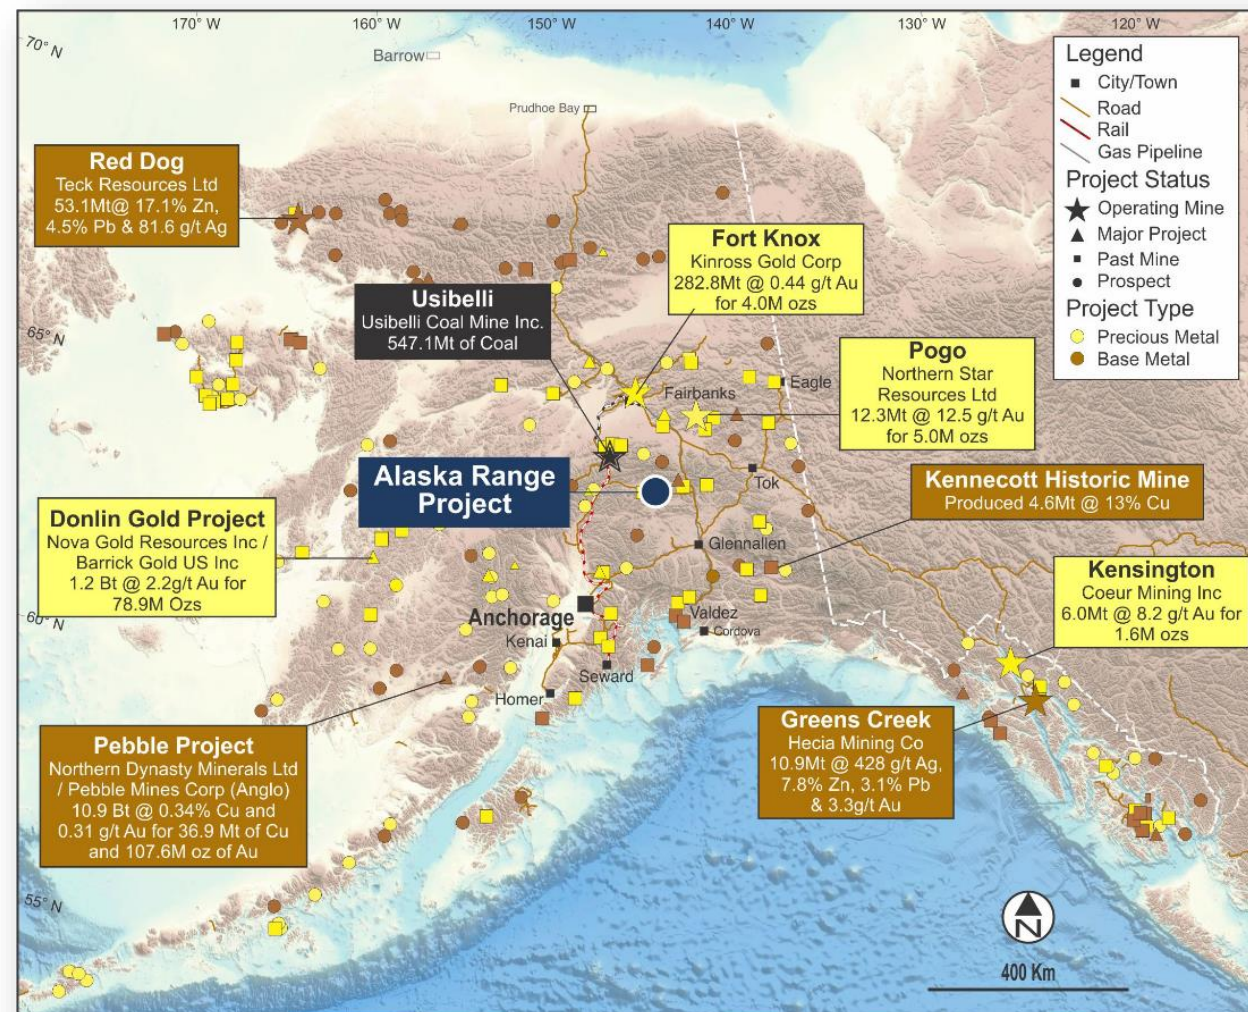 170° W
160° W
150° W
140° W
130° W
120° W
70° N
65° N
60° N
55° N
Barrow
Prudhoe Bay
Legend
City/Town
Road
Rail
Gas Pipeline
Project Status
Operating Mine
Major Project
Past Mine
Prospect
Project Type
Precious Metal
Base Metal
Red Dog
Teck Resources Ltd
53.1Mt@ 17.1% Zn,
4.5% Pb & 81.6 g/t Ag
Fort Knox
Kinross Gold Corp
282.8Mt @ 0.44 g/t Au
for 4.0M ozs
Usibelli
Usibelli Coal Mine Inc.
547.1Mt of Coal
Pogo
Northern Star
Resources Ltd
12.3Mt @ 12.5 g/t Au
for 5.0M ozs
Fairbanks
Eagle
Alaska Range
Project
Tok
Kennecott Historic Mine
Produced 4.6Mt @ 13% Cu
Donlin Gold Project
Nova Gold Resources Inc /
Barrick Gold US Inc
1.2 Bt @ 2.2g/t Au for
78.9M Ozs
Glennallen
Kensington
Coeur Mining Inc
6.0Mt @ 8.2 g/t Au for
1.6M ozs
Anchorage
Valdez
Cordova
Kenai
Seward
Homer
Pebble Project
Northern Dynasty Minerals Ltd
/ Pebble Mines Corp (Anglo)
10.9 Bt @ 0.34% Cu and
0.31 g/t Au for 36.9 Mt of Cu
and 107.6M oz of Au
Greens Creek
Hecia Mining Co
10.9Mt @ 428 g/t Ag,
7.8% Zn, 3.1% Pb
& 3.3g/t Au
N
400 Km